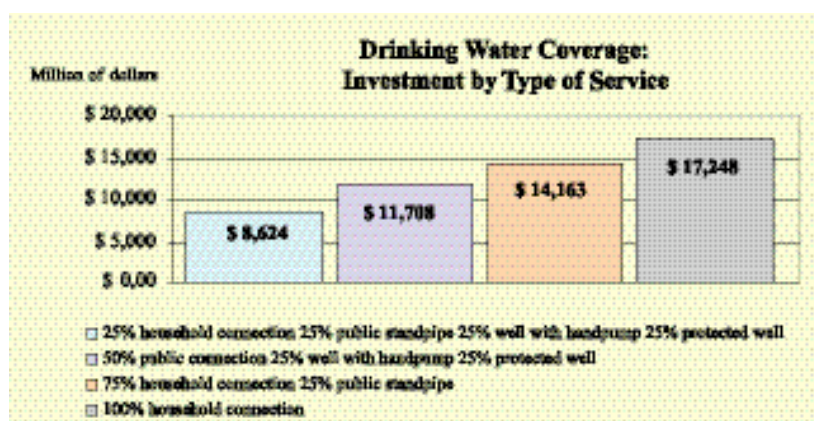 Drinking Water Coverage:
Investment by Type of Service
Million of dollars
$ 20,000
$ 15,000
$ 10,000
$ 5,000
$ 0,00
$ 8,624
$ 11,708
$ 14,163
$ 17,248
25% household connection 25% public standpipe 25% well with handpump 25% protected well
50% public connection 25% well with handpump 25% protected well
75% household connection 25% public standpipe
100% household connection